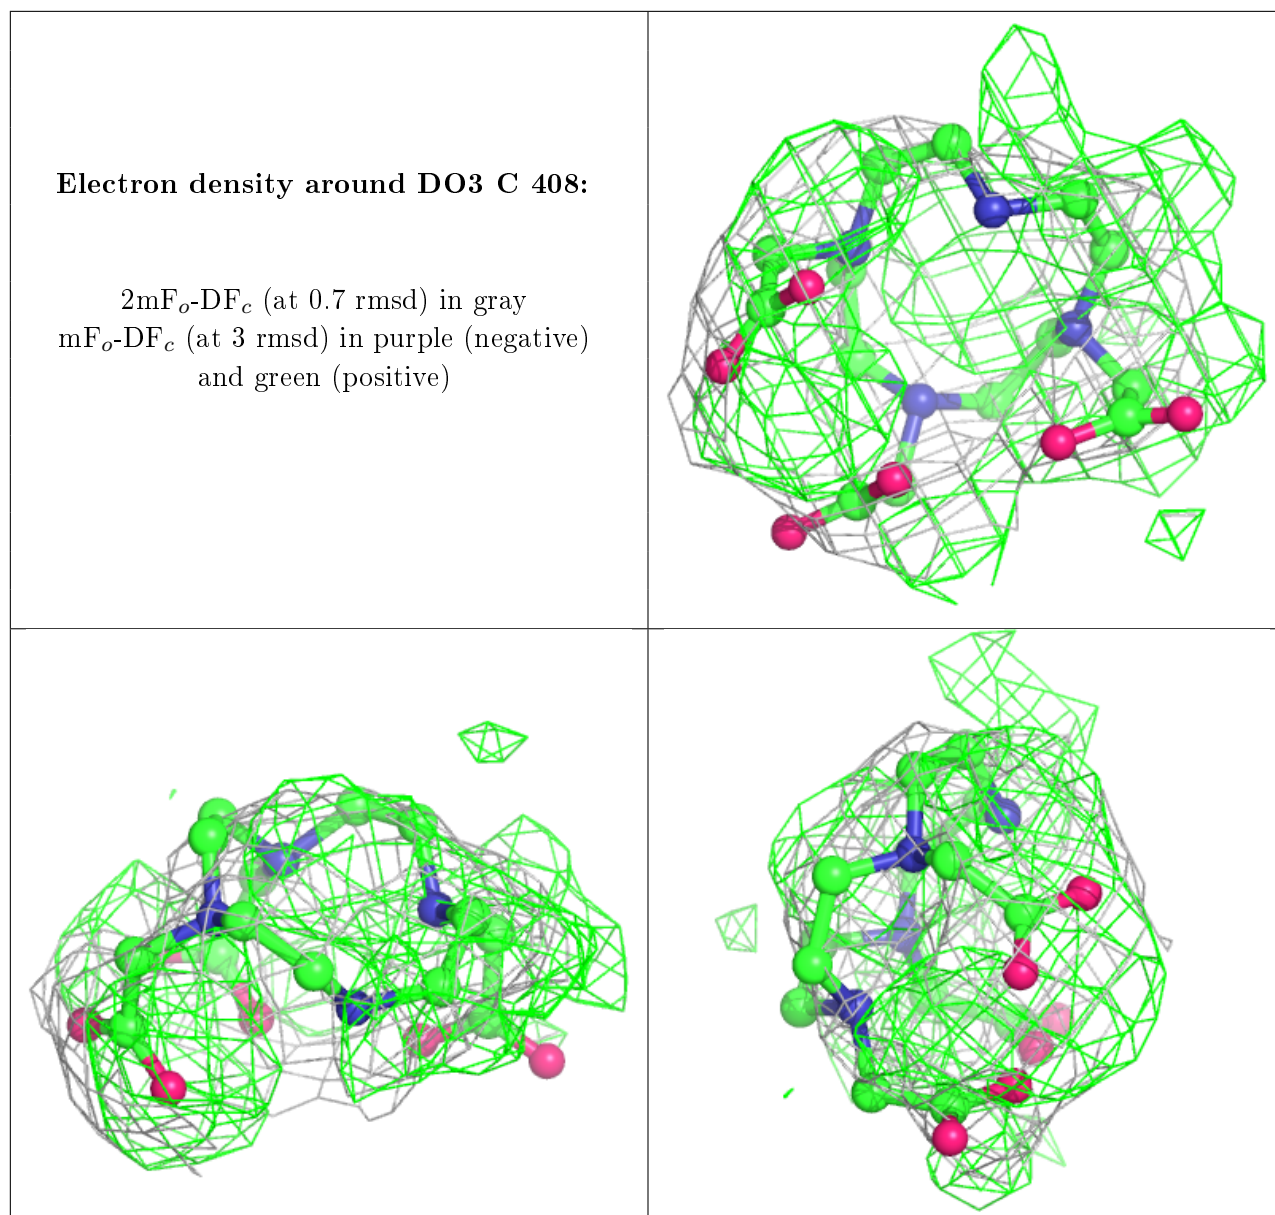 Electron density around DO3 C 408:
2mFₒ-DF𝑐 (at 0.7 rmsd) in gray
mFₒ-DF𝑐 (at 3 rmsd) in purple (negative)
and green (positive)